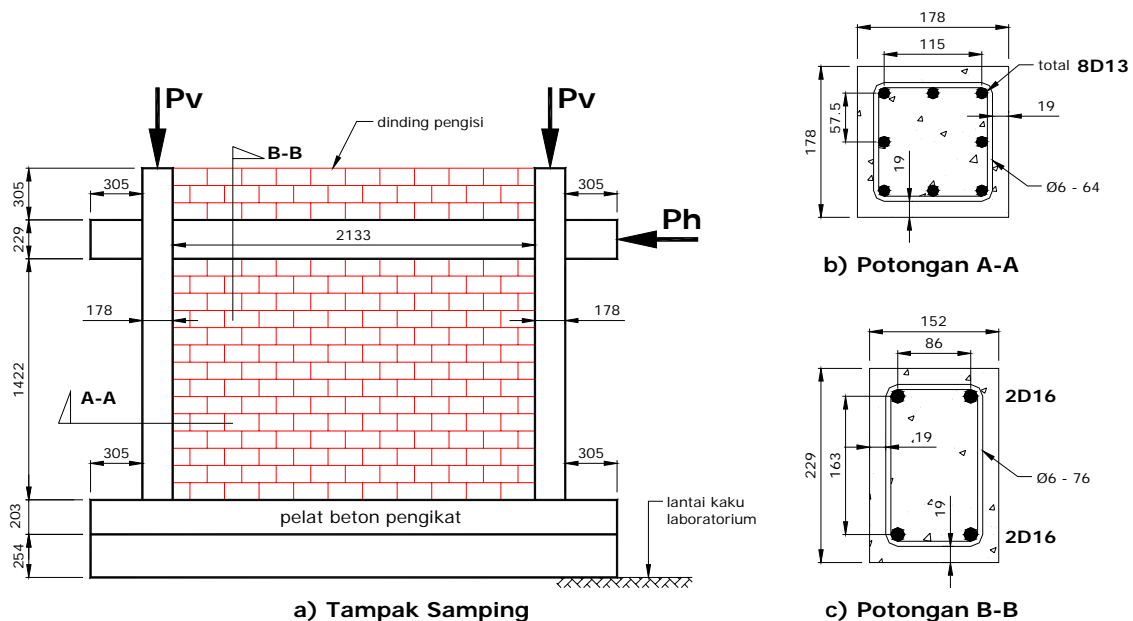 Pv
Pv
dinding pengisi
B-B
305
305
305
229
2133
Ph
178
178
1422
A-A
305
305
203
pelat beton pengikat
lantai kaku
laboratorium
254
a) Tampak Samping
178
115
total 8D13
57.5
19
178
19
Ø6 - 64
b) Potongan A-A
152
86
2D16
229
163
19
Ø6 - 76
19
2D16
c) Potongan B-B